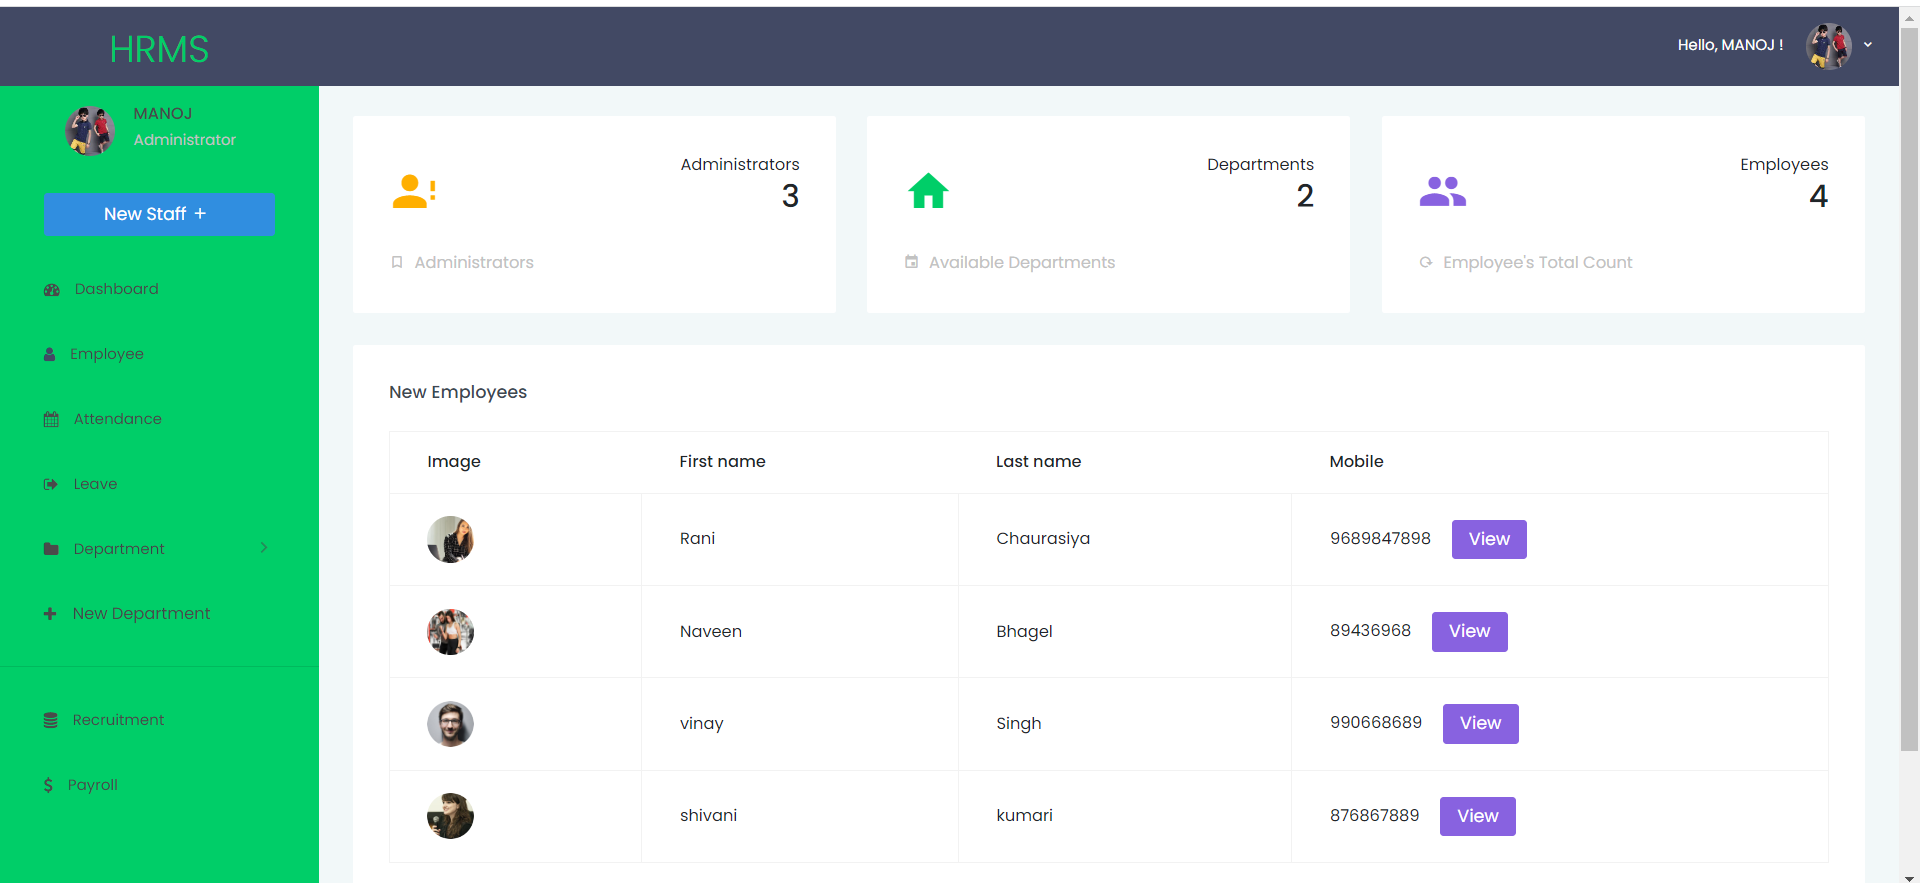 HRMS
Hello, MANOJ !
MANOJ
Administrator
New Staff +
Dashboard
Employee
Attendance
Leave
Department
New Department
Recruitment
Payroll
Administrators
3
Administrators
Departments
2
Available Departments
Employees
4
Employee's Total Count
New Employees
Image First name Last name Mobile
Rani Chaurasiya 9689847898 View
Naveen Bhagel 89436968 View
vinay Singh 990668689 View
shivani kumari 876867889 View